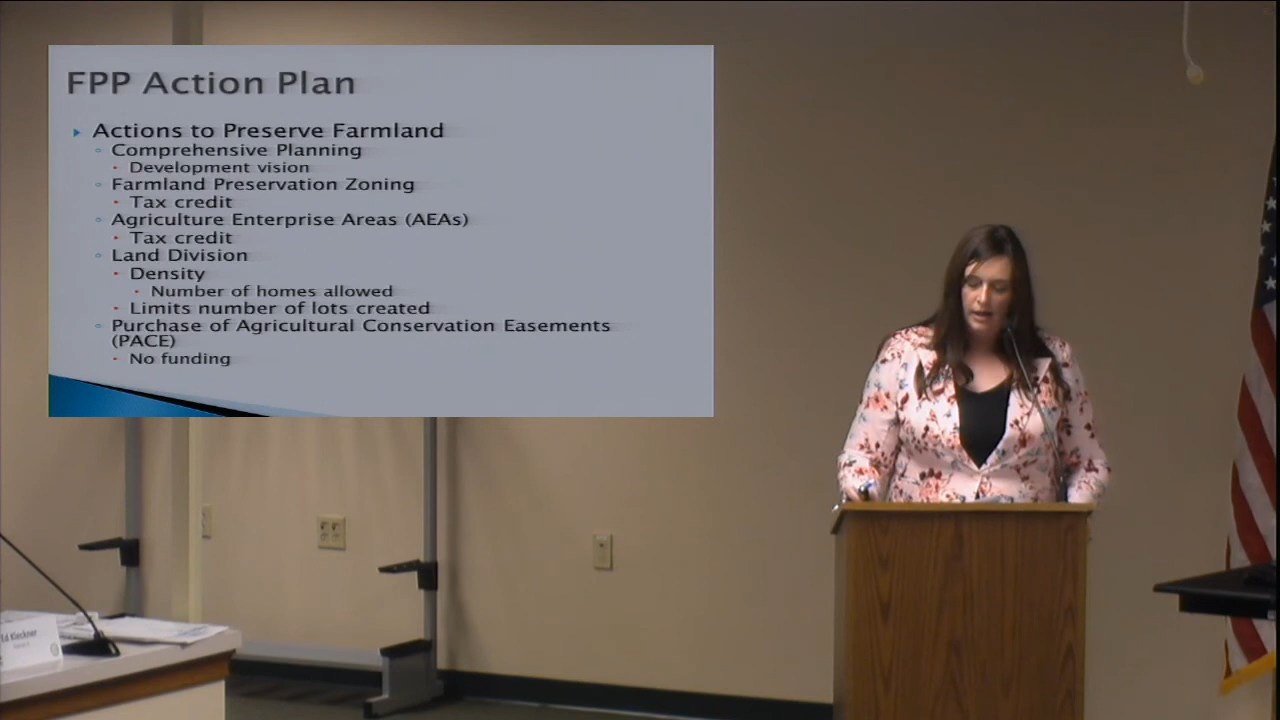 FPP Action Plan
Actions to Preserve Farmland
Comprehensive Planning
Development vision
Farmland Preservation Zoning
Tax credit
Agriculture Enterprise Areas (AEAs)
Tax credit
Land Division
Density
Number of homes allowed
Limits number of lots created
Purchase of Agricultural Conservation Easements
(PACE)
No funding
Ed Kleckner